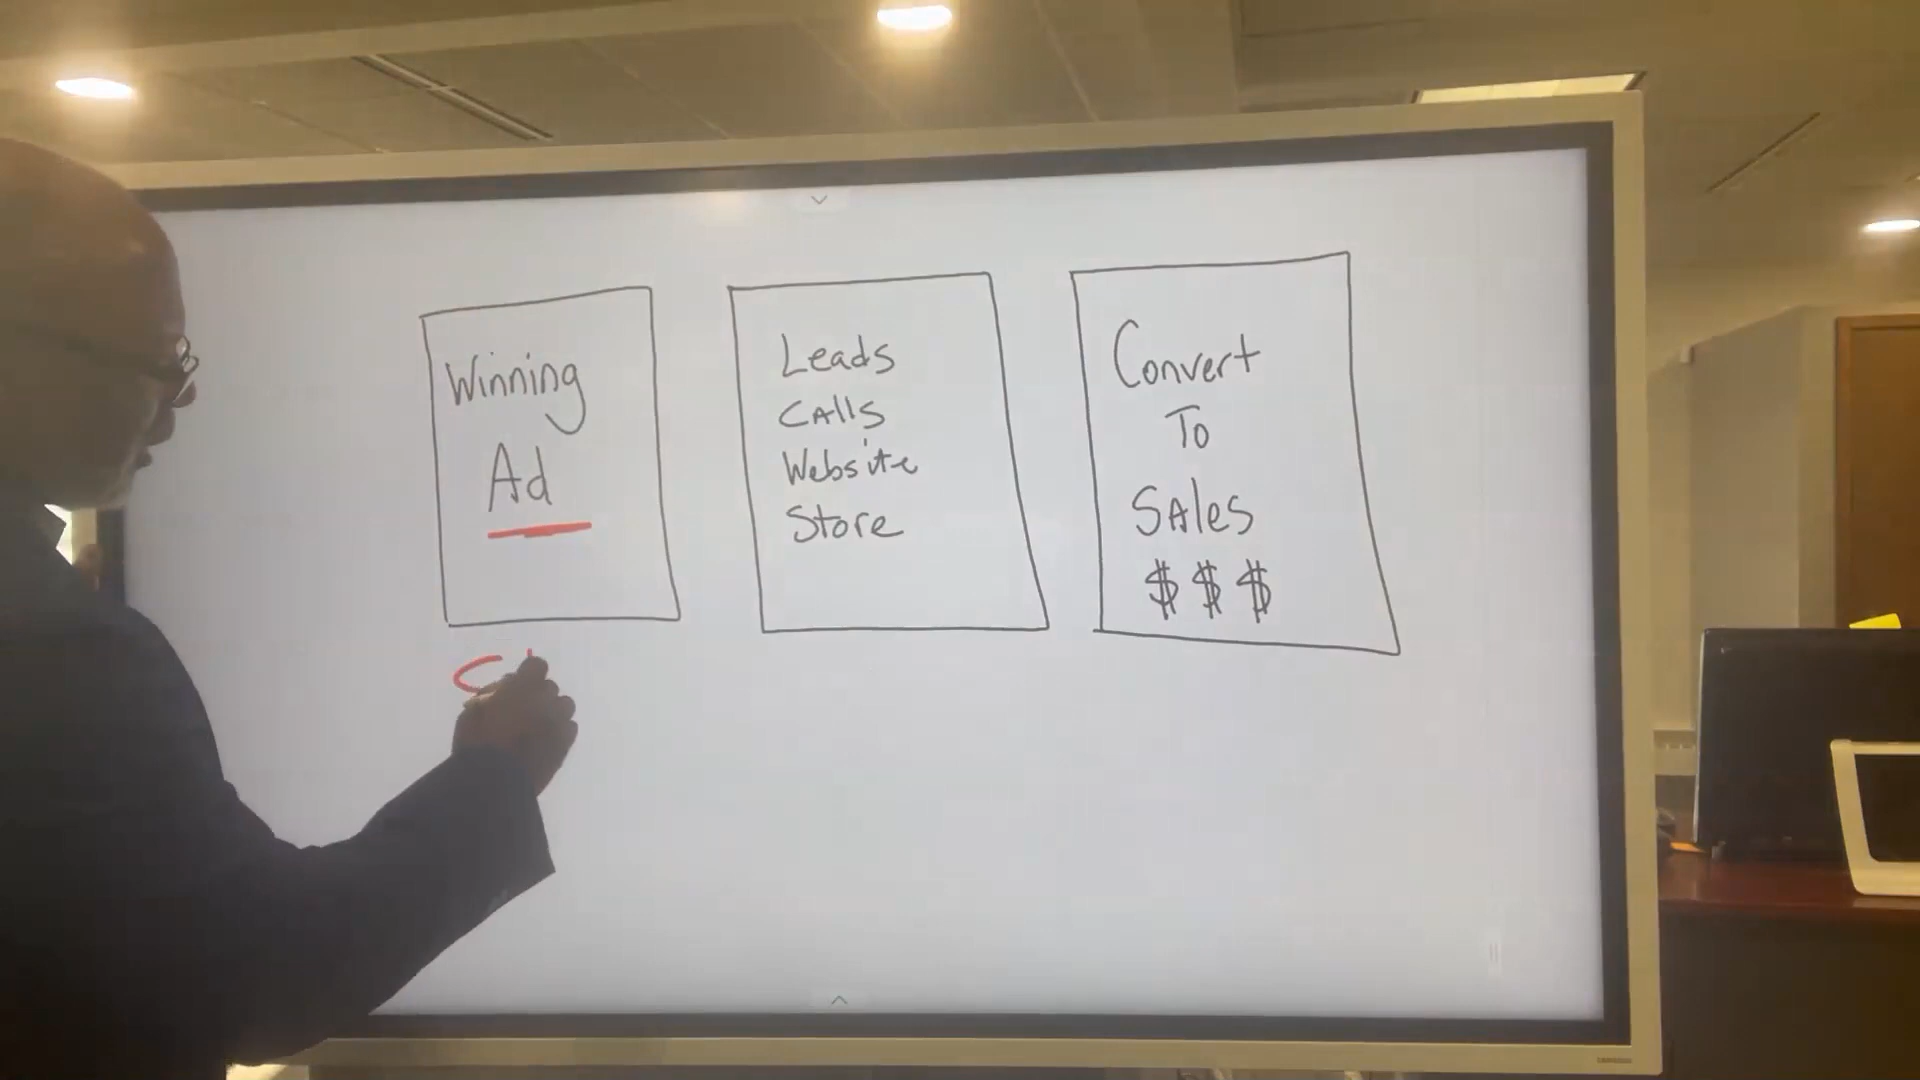 Winning
Ad
Leads
Calls
Website
Store
Convert
To
Sales
$ $ $
C